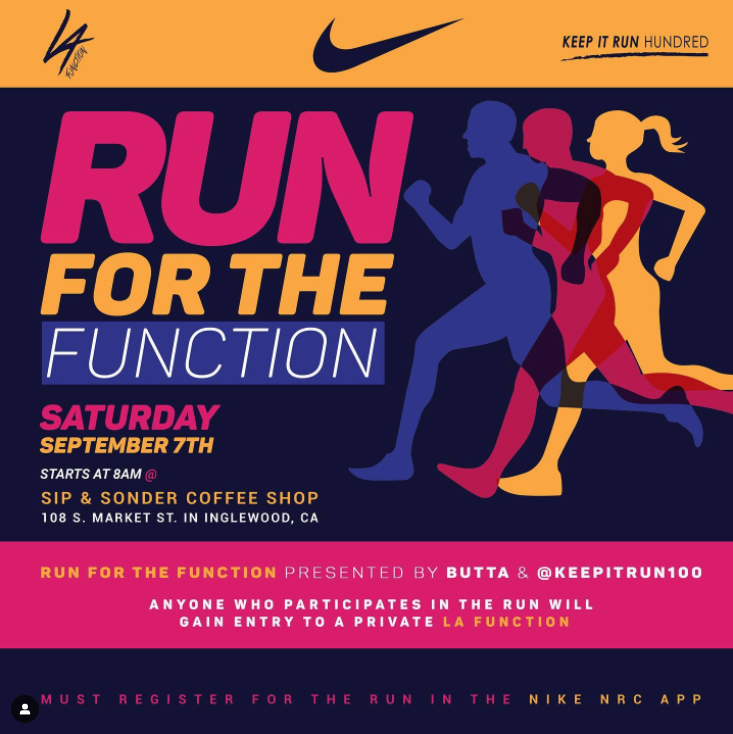 LA
FUNCTION
KEEP IT RUN HUNDRED
RUN
FOR THE
FUNCTION
SATURDAY
SEPTEMBER 7TH
STARTS AT 8AM @
SIP & SONDER COFFEE SHOP
108 S. MARKET ST. IN INGLEWOOD, CA
RUN FOR THE FUNCTION PRESENTED BY BUTTA & @KEEPITRUN100
ANYONE WHO PARTICIPATES IN THE RUN WILL
GAIN ENTRY TO A PRIVATE LA FUNCTION
MUST REGISTER FOR THE RUN IN THE NIKE NRC APP